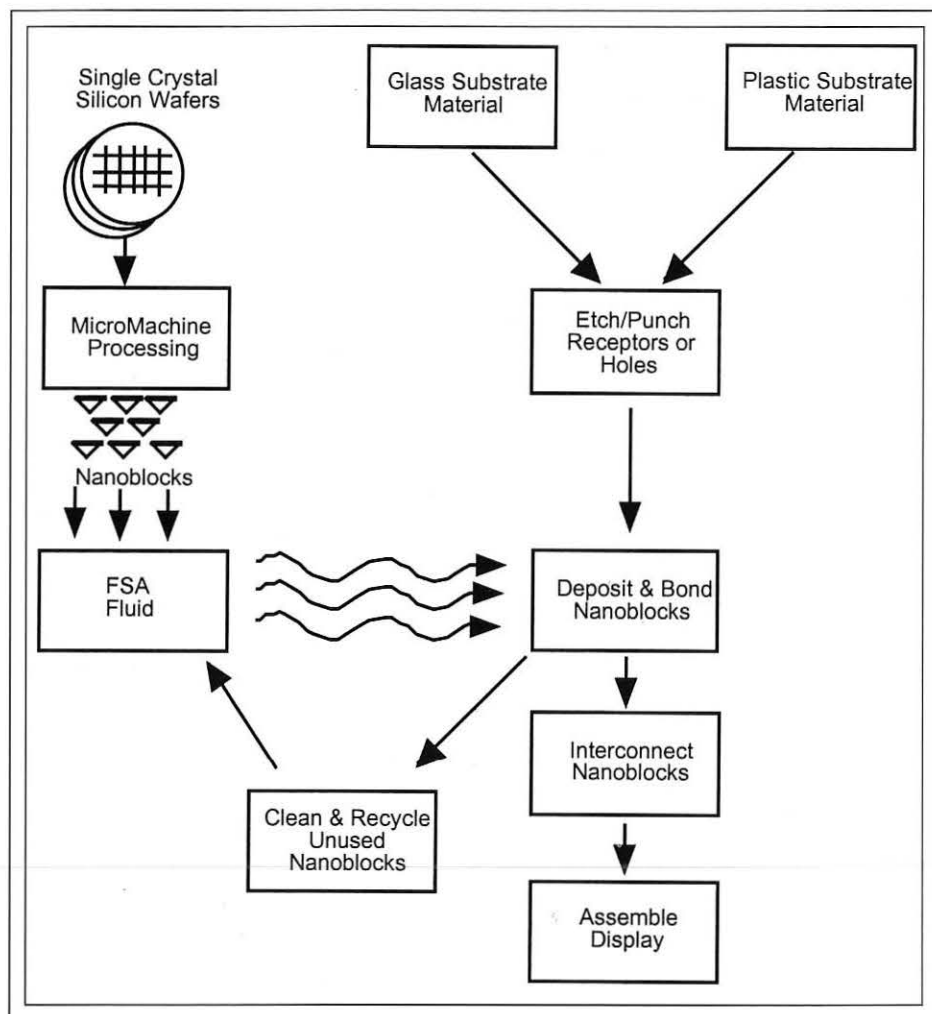 Single Crystal
Silicon Wafers
Glass Substrate
Material
Plastic Substrate
Material
MicroMachine
Processing
Etch/Punch
Receptors or
Holes
Nanoblocks
FSA
Fluid
Deposit & Bond
Nanoblocks
Interconnect
Nanoblocks
Clean & Recycle
Unused
Nanoblocks
Assemble
Display